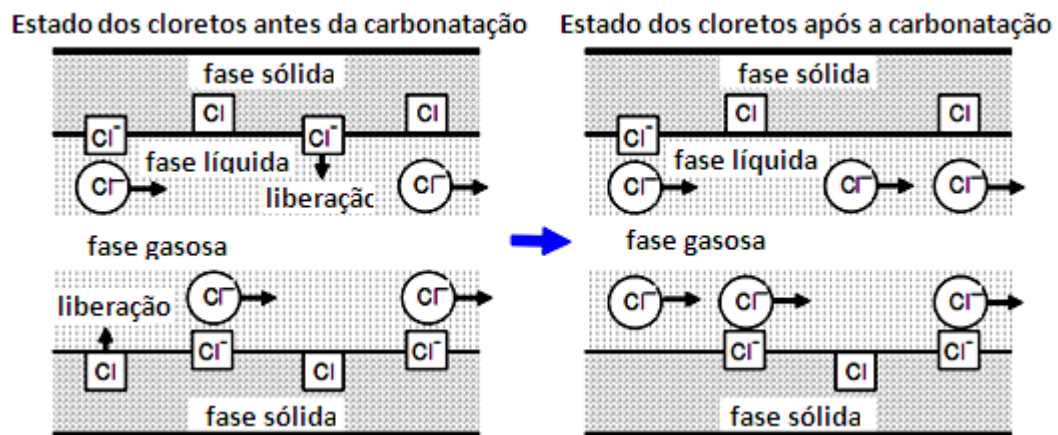 Estado dos cloretos antes da carbonatação
fase sólida
Cl
Cl
Cl⁻
Cl⁻
fase líquida
Cl⁻
Cl⁻
liberação
fase gasosa
Cl⁻
Cl⁻
liberação
Cl⁻
Cl⁻
Cl
Cl
fase sólida
Estado dos cloretos após a carbonatação
fase sólida
Cl
Cl
Cl⁻
fase líquida
Cl⁻
Cl⁻
Cl⁻
fase gasosa
Cl⁻
Cl⁻
Cl⁻
Cl⁻
Cl⁻
Cl
fase sólida